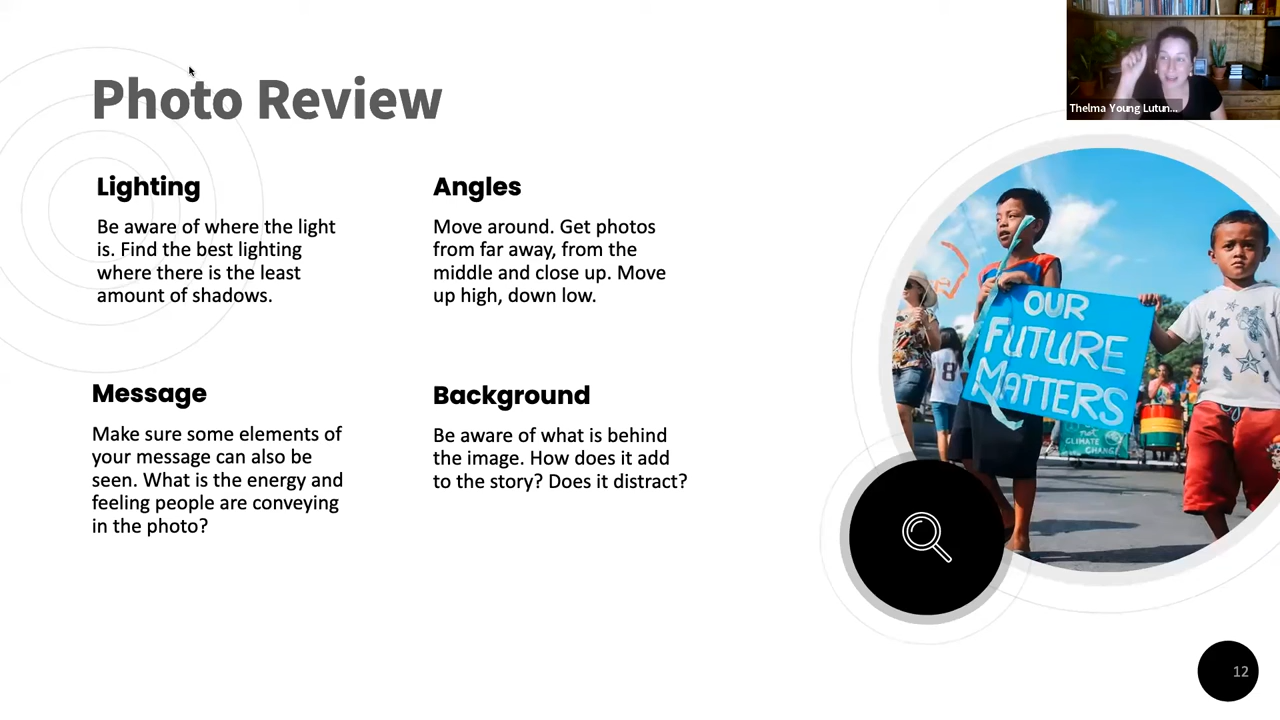 Photo Review
Thelma Young Lutun...
Lighting
Be aware of where the light
is. Find the best lighting
where there is the least
amount of shadows.
Angles
Move around. Get photos
from far away, from the
middle and close up. Move
up high, down low.
Message
Make sure some elements of
your message can also be
seen. What is the energy and
feeling people are conveying
in the photo?
Background
Be aware of what is behind
the image. How does it add
to the story? Does it distract?
OUR
FUTURE
MATTERS
8
not
CLIMATE
CHANGE
12